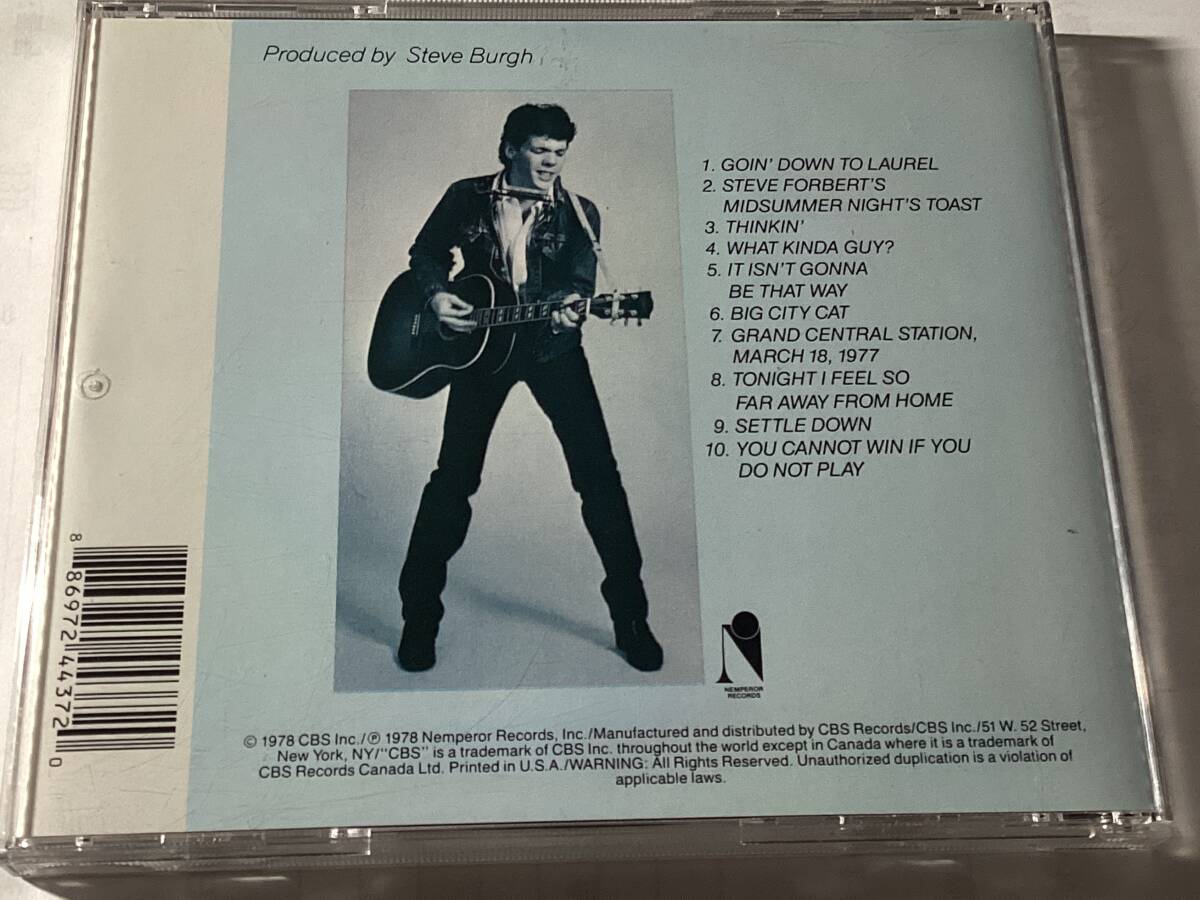 Produced by Steve Burgh
1. GOIN' DOWN TO LAUREL
2. STEVE FORBERT'S
MIDSUMMER NIGHT'S TOAST
3. THINKIN'
4. WHAT KINDA GUY?
5. IT ISN'T GONNA
BE THAT WAY
6. BIG CITY CAT
7. GRAND CENTRAL STATION,
MARCH 18, 1977
8. TONIGHT I FEEL SO
FAR AWAY FROM HOME
9. SETTLE DOWN
10. YOU CANNOT WIN IF YOU
DO NOT PLAY
8 86972 44372 0
NEMPEROR
RECORDS
© 1978 CBS Inc./℗ 1978 Nemperor Records, Inc./Manufactured and distributed by CBS Records/CBS Inc./51 W. 52 Street,
New York, NY/"CBS" is a trademark of CBS Inc. throughout the world except in Canada where it is a trademark of
CBS Records Canada Ltd. Printed in U.S.A./WARNING: All Rights Reserved. Unauthorized duplication is a violation of
applicable laws.